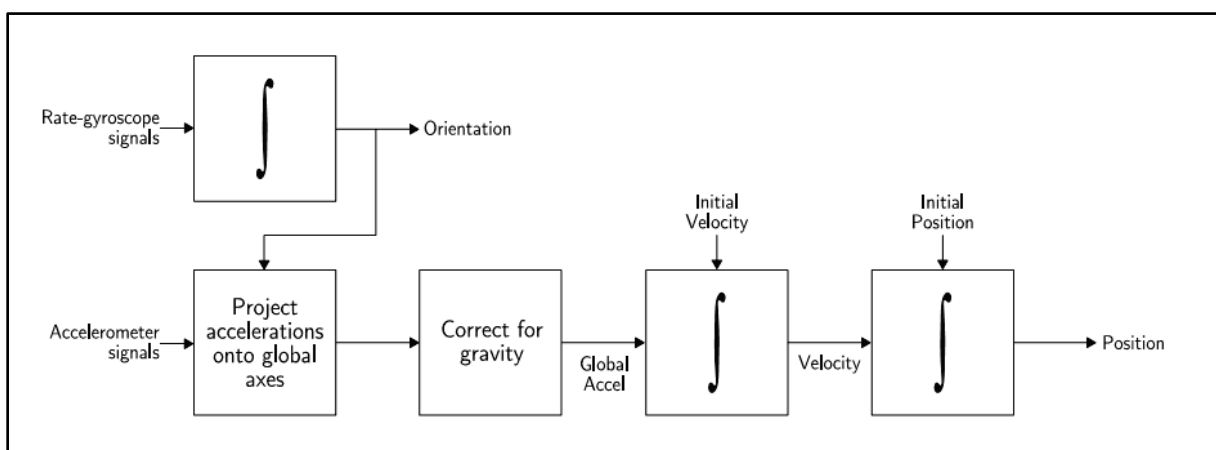 Rate-gyroscope
signals
∫
Orientation
Initial
Velocity
Initial
Position
Accelerometer
signals
Project
accelerations
onto global
axes
Correct for
gravity
Global
Accel
∫
Velocity
∫
Position